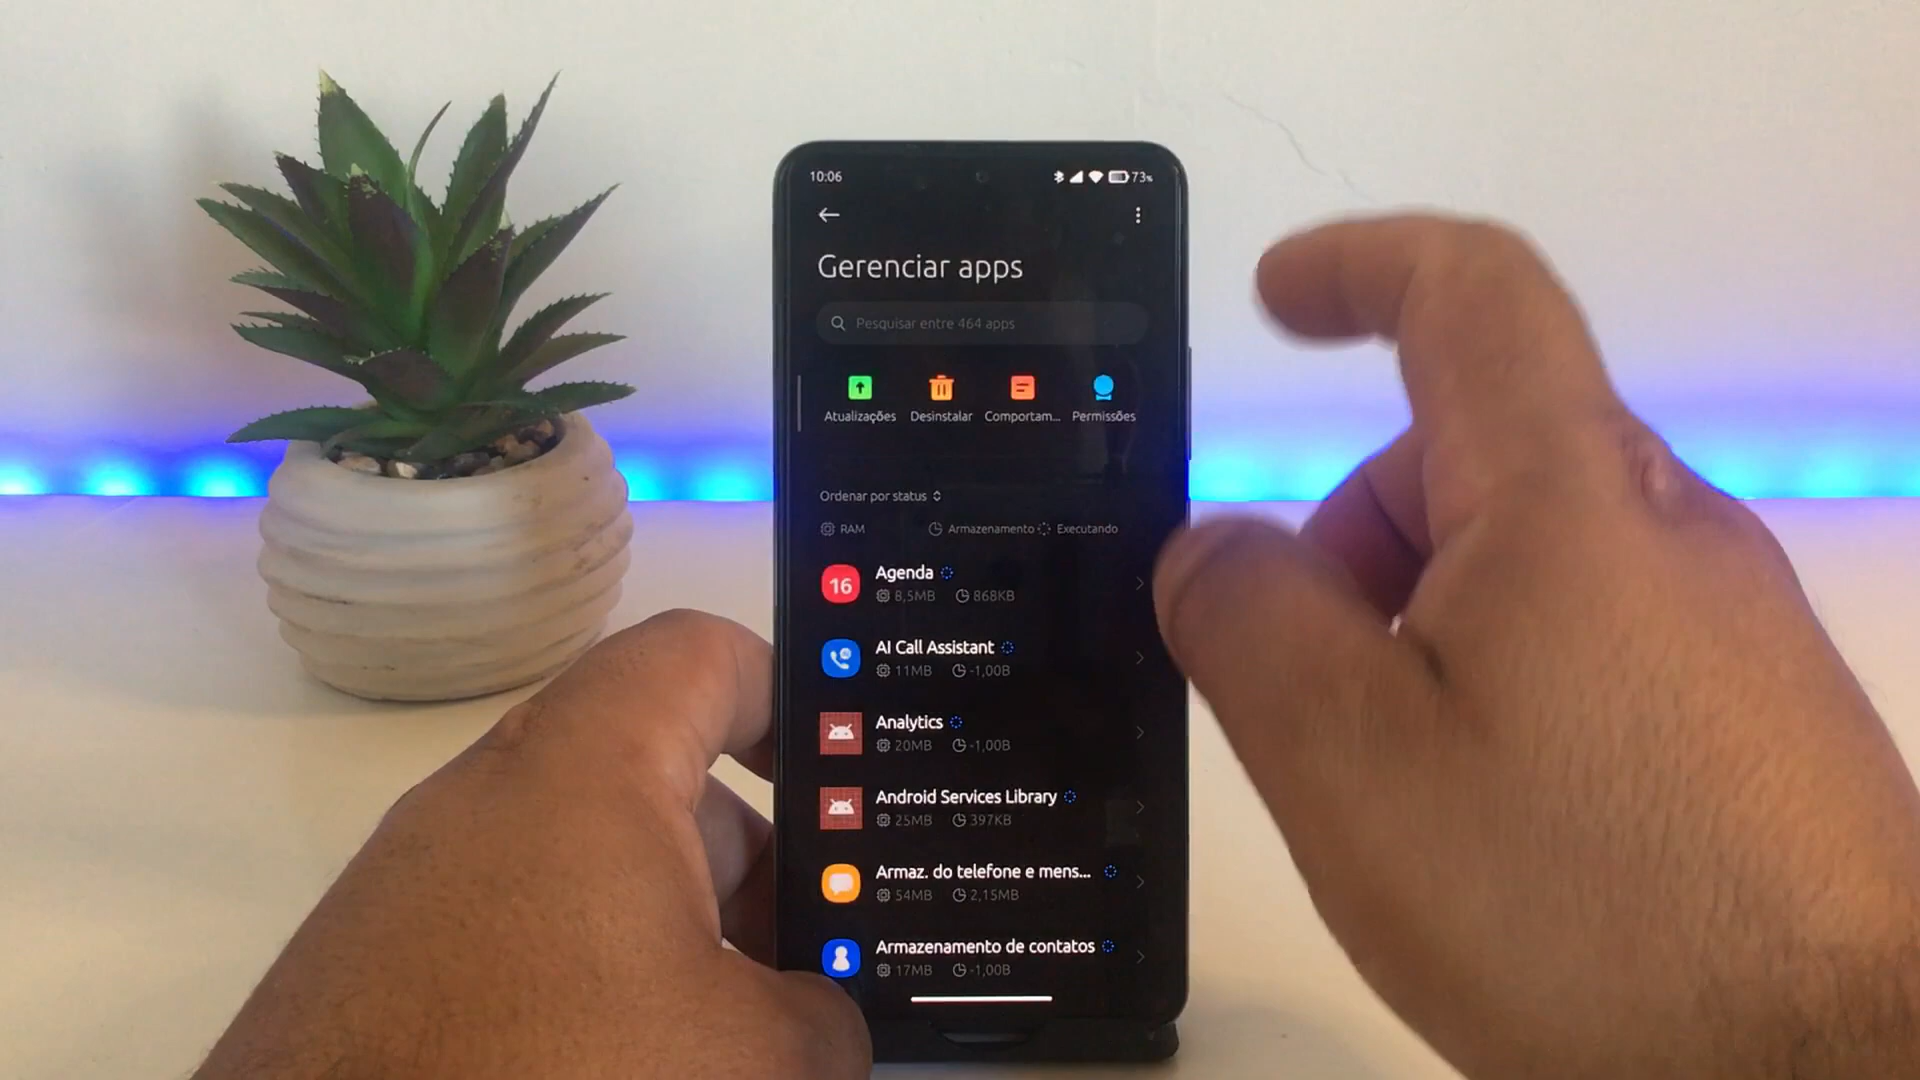 10:06
73%
Gerenciar apps
Pesquisar entre 464 apps
Atualizações
Desinstalar
Comportam...
Permissões
Ordenar por status
RAM
Armazenamento
Executando
16
Agenda
8,5MB
868KB
AI Call Assistant
11MB
-1,00B
Analytics
20MB
-1,00B
Android Services Library
25MB
397KB
Armaz. do telefone e mens...
54MB
2,15MB
Armazenamento de contatos
17MB
-1,00B